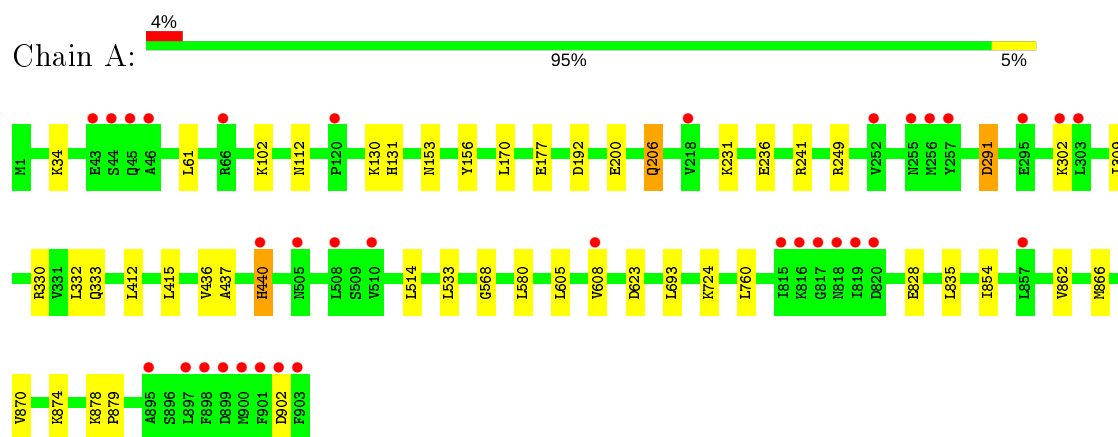 4%
Chain A:
95% 5%
M1 K34 E43 S44 Q45 A46 L61 R66 K102 N112 P120 K130 H131 N153 Y156 L170 E177 D192 E200 Q206 V218 K231 E236 R241 R249 V252 N255 M256 Y257 D291 E295 K302 L303
R330 V331 L332 Q333 L412 L415 V436 A437 H440 N505 L508 S509 V510 L514 L533 G568 L580 L605 V608 D623 L693 K724 L760 I815 K816 G817 N818 I819 D820 E828 L835 I854 L857 V862 M866
V870 K874 K878 P879 A895 S896 L897 F898 D899 M900 F901 D902 F903